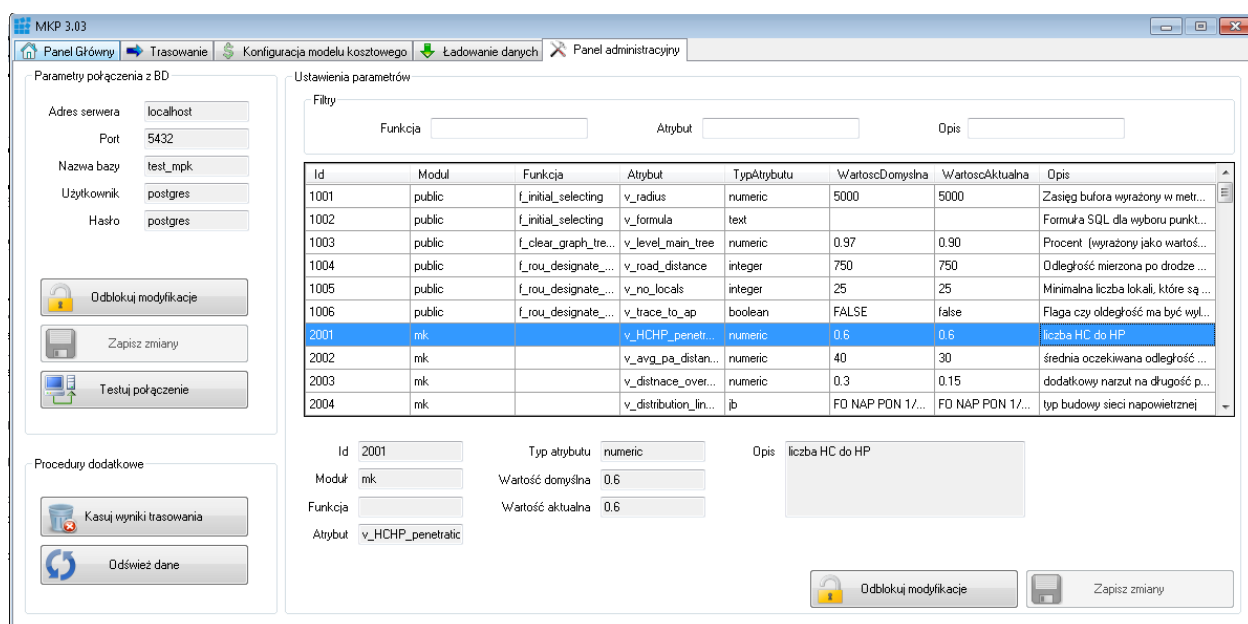 MKP 3.03
Panel Główny Trasowanie Konfiguracja modelu kosztowego Ładowanie danych Panel administracyjny
Parametry połączenia z BD
Adres serwera localhost
Port 5432
Nazwa bazy test_mpk
Użytkownik postgres
Hasło postgres
Odblokuj modyfikacje
Zapisz zmiany
Testuj połączenie
Procedury dodatkowe
Kasuj wyniki trasowania
Odśwież dane
Ustawienia parametrów
Filtry
Funkcja Atrybut Opis
Id Modul Funkcja Atrybut TypAtrybutu WartoscDomyslna WartoscAktualna Opis
1001 public f_initial_selecting v_radius numeric 5000 5000 Zasięg bufora wyrażony w metr...
1002 public f_initial_selecting v_formula text Formuła SQL dla wyboru punkt...
1003 public f_clear_graph_tre... v_level_main_tree numeric 0.97 0.90 Procent (wyrażony jako wartoś...
1004 public f_rou_designate_... v_road_distance integer 750 750 Odległość mierzona po drodze ...
1005 public f_rou_designate_... v_no_locals integer 25 25 Minimalna liczba lokali, które są ...
1006 public f_rou_designate_... v_trace_to_ap boolean FALSE false Flaga czy oldegłość ma być wyl...
2001 mk v_HCHP_penetr... numeric 0.6 0.6 liczba HC do HP
2002 mk v_avg_pa_distan... numeric 40 30 średnia oczekiwana odległość ...
2003 mk v_distnace_over... numeric 0.3 0.15 dodatkowy narzut na długość p...
2004 mk v_distribution_lin... jb FO NAP PON 1/... FO NAP PON 1/... typ budowy sieci napowietrznej
Id 2001 Typ atrybutu numeric Opis liczba HC do HP
Moduł mk Wartość domyślna 0.6
Funkcja Wartość aktualna 0.6
Atrybut v_HCHP_penetratic
Odblokuj modyfikacje Zapisz zmiany